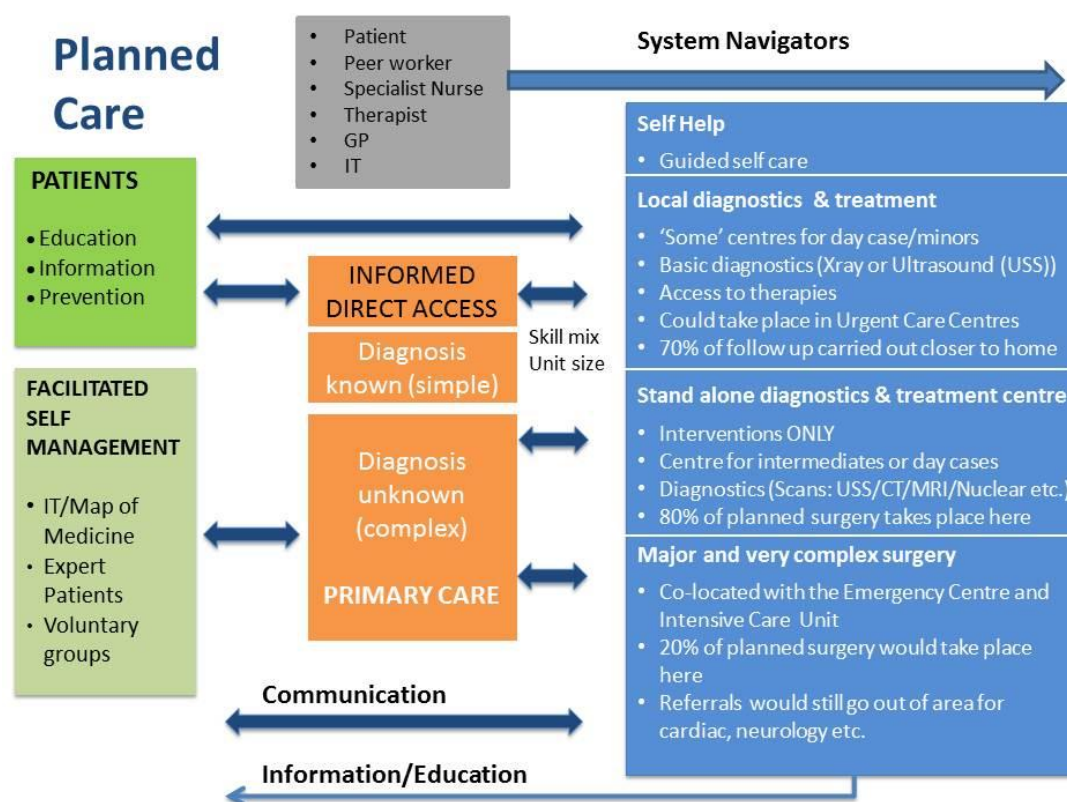 Planned
Care
• Patient
• Peer worker
• Specialist Nurse
• Therapist
• GP
• IT
System Navigators
PATIENTS
• Education
• Information
• Prevention
FACILITATED
SELF
MANAGEMENT
• IT/Map of
Medicine
• Expert
Patients
• Voluntary
groups
INFORMED
DIRECT ACCESS
Diagnosis
known (simple)
Diagnosis
unknown
(complex)
PRIMARY CARE
Skill mix
Unit size
Self Help
• Guided self care
Local diagnostics & treatment
• ‘Some’ centres for day case/minors
• Basic diagnostics (Xray or Ultrasound (USS))
• Access to therapies
• Could take place in Urgent Care Centres
• 70% of follow up carried out closer to home
Stand alone diagnostics & treatment centre
• Interventions ONLY
• Centre for intermediates or day cases
• Diagnostics (Scans: USS/CT/MRI/Nuclear etc.)
• 80% of planned surgery takes place here
Major and very complex surgery
• Co-located with the Emergency Centre and
Intensive Care Unit
• 20% of planned surgery would take place
here
• Referrals would still go out of area for
cardiac, neurology etc.
Communication
Information/Education